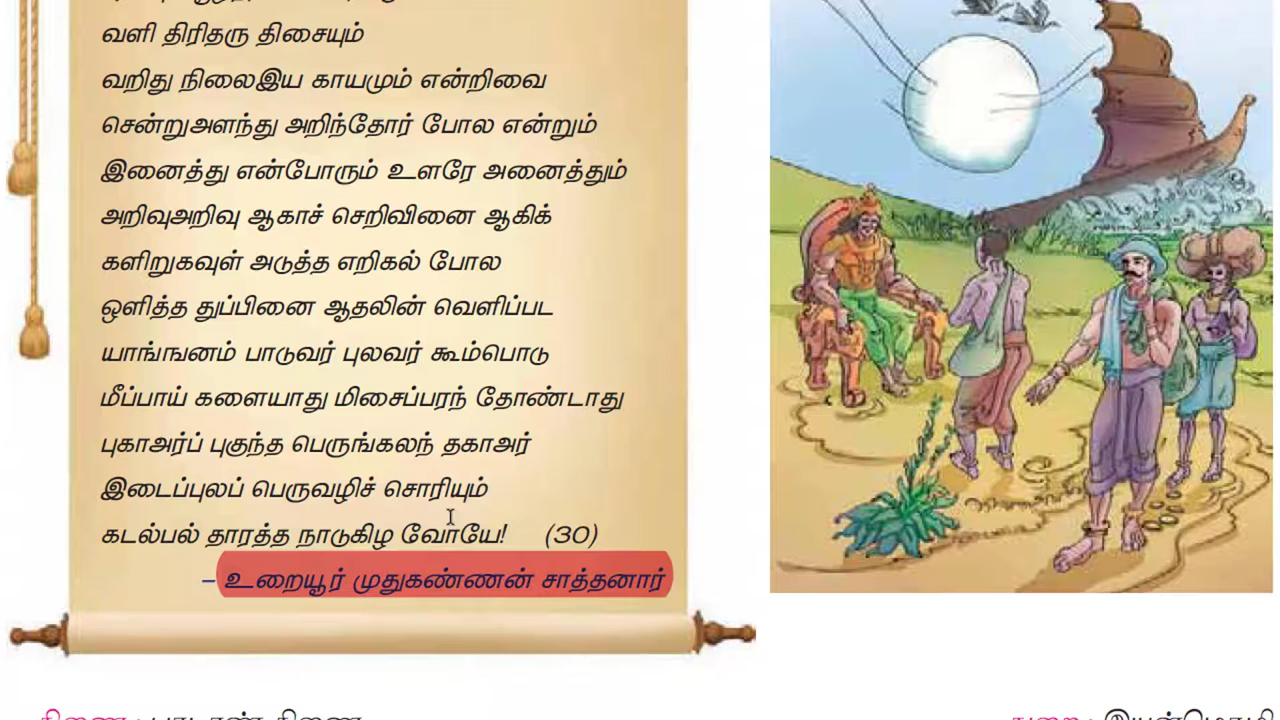 வளி திரிதரு திசையும்
வறிது நிலைஇய காயமும் என்றிவை
சென்றுஅளந்து அறிந்தோர் போல என்றும்
இனைத்து என்போரும் உளரே அனைத்தும்
அறிவுஅறிவு ஆகாச் செறிவினை ஆகிக்
களிறுகவுள் அடுத்த எறிகல் போல
ஒளித்த துப்பினை ஆதலின் வெளிப்பட
யாங்ஙனம் பாடுவர் புலவர் கூம்பொடு
மீப்பாய் களையாது மிசைப்பரந் தோண்டாது
புகாஅர்ப் புகுந்த பெருங்கலந் தகாஅர்
இடைப்புலப் பெருவழிச் சொரியும்
கடல்பல் தாரத்த நாடுகிழ வோயே! (30)
– உறையூர் முதுகண்ணன் சாத்தனார்